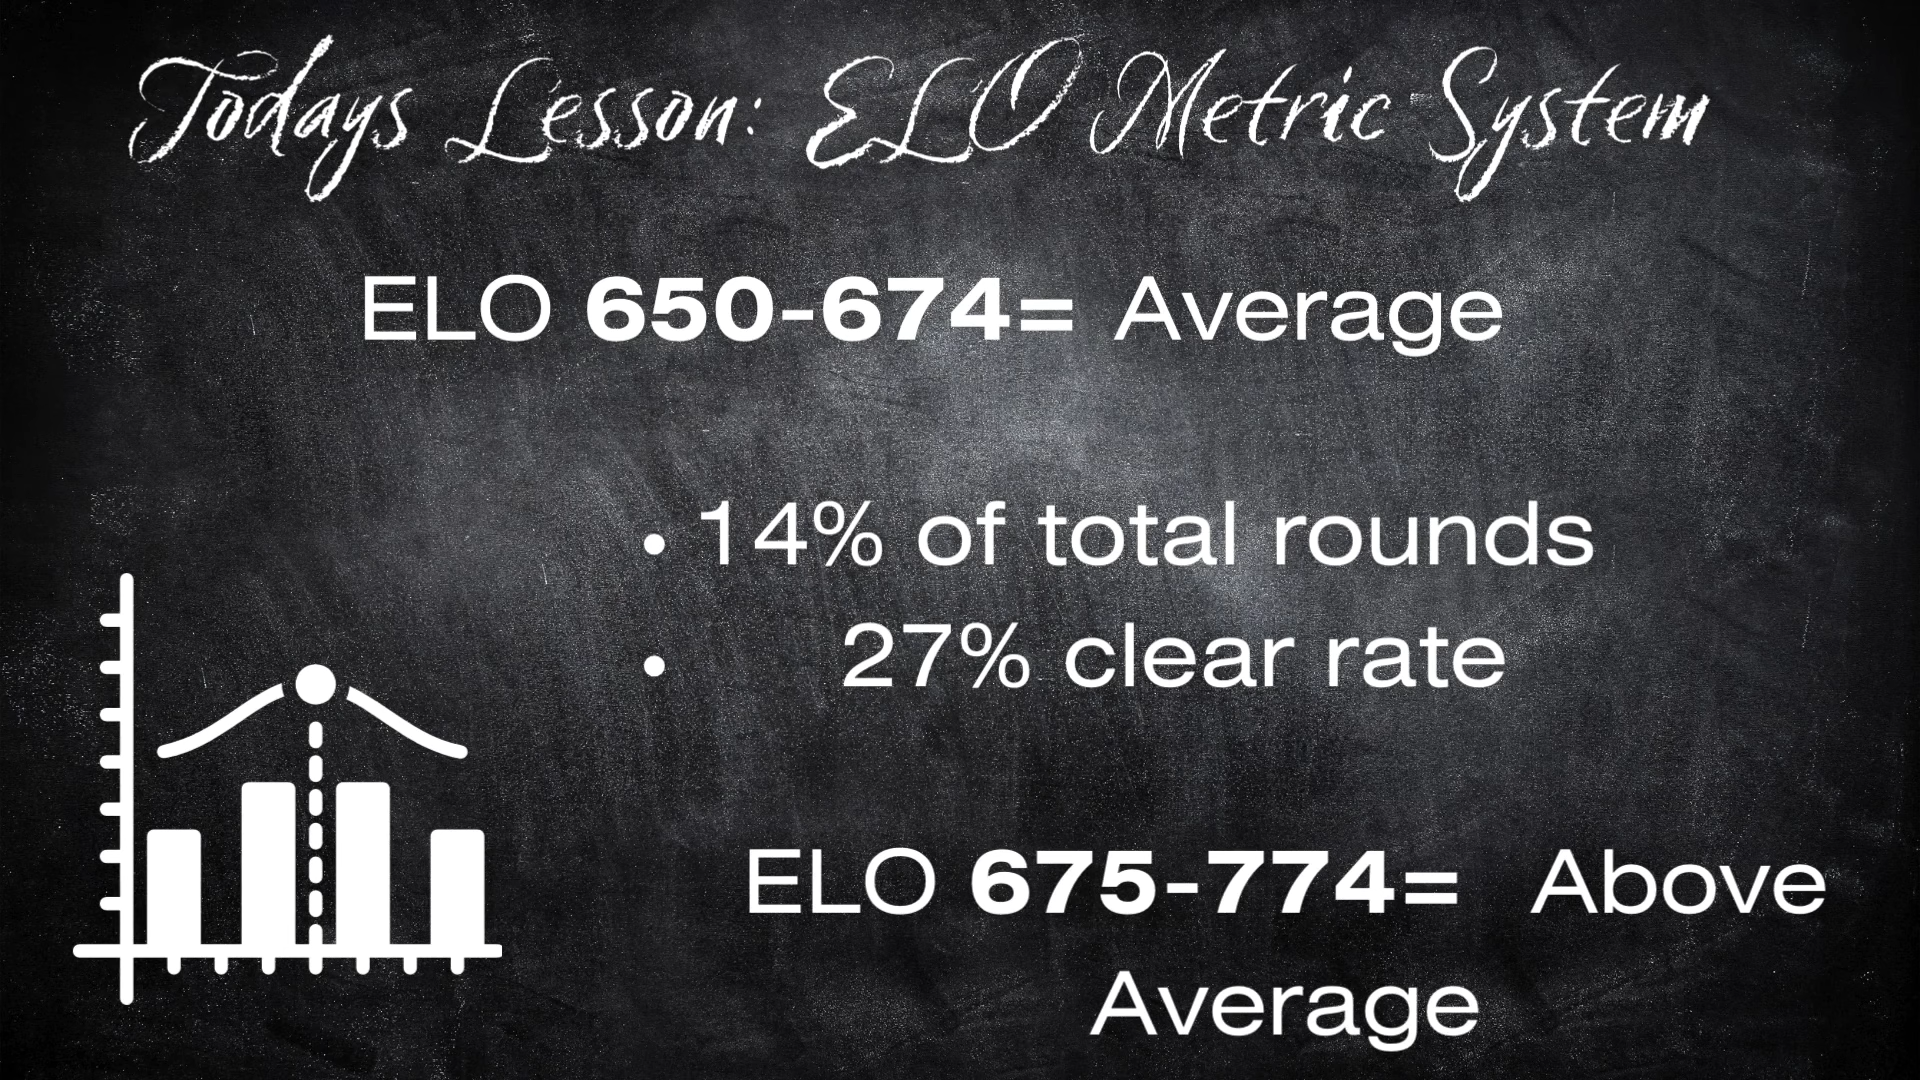 Todays Lesson: ELO Metric System
ELO 650-674= Average
• 14% of total rounds
• 27% clear rate
ELO 675-774= Above
Average